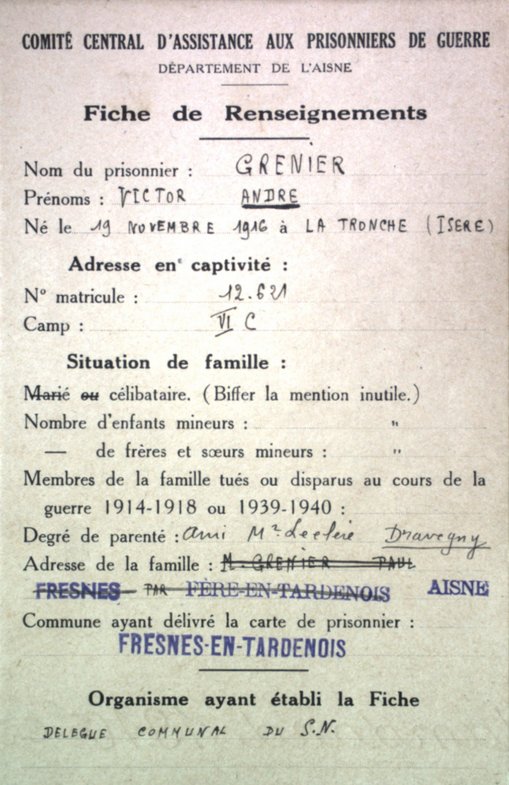 COMITÉ CENTRAL D'ASSISTANCE AUX PRISONNIERS DE GUERRE
DÉPARTEMENT DE L'AISNE
Fiche de Renseignements
Nom du prisonnier : GRENIER
Prénoms : VICTOR ANDRE
Né le 19 NOVEMBRE 1916 à LA TRONCHE (ISERE)
Adresse en captivité :
N° matricule : 12.621
Camp : VI C
Situation de famille :
Marié ou célibataire. (Biffer la mention inutile.)
Nombre d'enfants mineurs : "
— de frères et sœurs mineurs : "
Membres de la famille tués ou disparus au cours de la
guerre 1914-1918 ou 1939-1940 :
Degré de parenté : ami Mr Leclère Dravegny
Adresse de la famille : M. GRENIER PAUL
FRESNES PAR FÈRE-EN-TARDENOIS AISNE
Commune ayant délivré la carte de prisonnier :
FRESNES-EN-TARDENOIS
Organisme ayant établi la Fiche
DELEGUE COMMUNAL DU S.N.